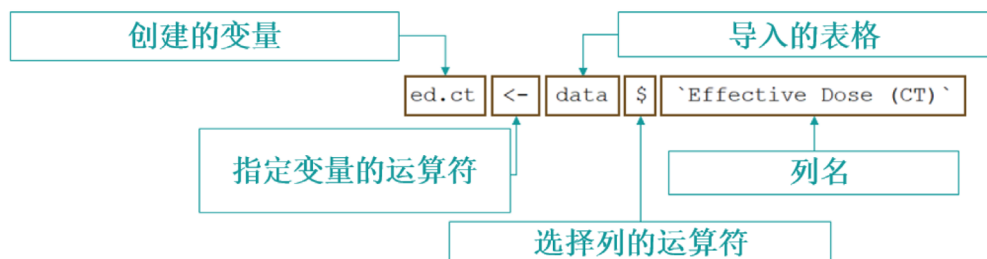 创建的变量
导入的表格
ed.ct <- data $ `Effective Dose (CT)`
指定变量的运算符
列名
选择列的运算符